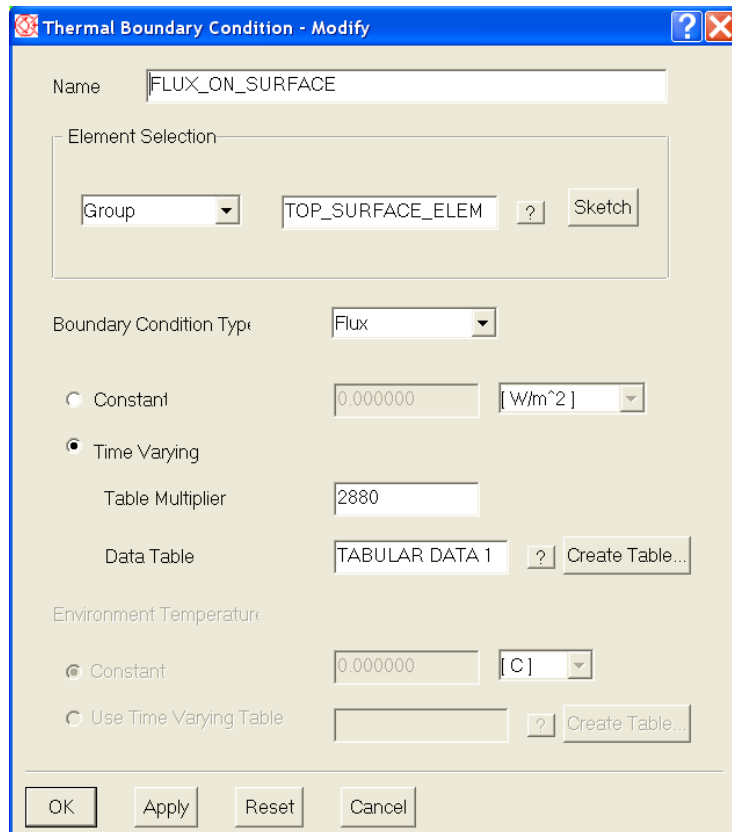 Thermal Boundary Condition - Modify ?
Name FLUX_ON_SURFACE
Element Selection
Group TOP_SURFACE_ELEM ? Sketch
Boundary Condition Type Flux
Constant 0.000000 [ W/m^2 ]
Time Varying
Table Multiplier 2880
Data Table TABULAR DATA 1 ? Create Table...
Environment Temperature
Constant 0.000000 [ C ]
Use Time Varying Table ? Create Table...
OK Apply Reset Cancel